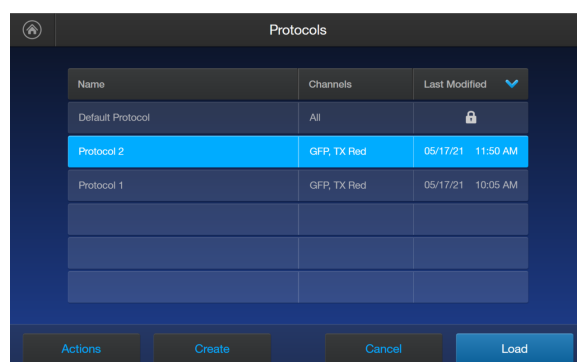 Protocols
Name Channels Last Modified
Default Protocol All
Protocol 2 GFP, TX Red 05/17/21 11:50 AM
Protocol 1 GFP, TX Red 05/17/21 10:05 AM
Actions Create Cancel Load